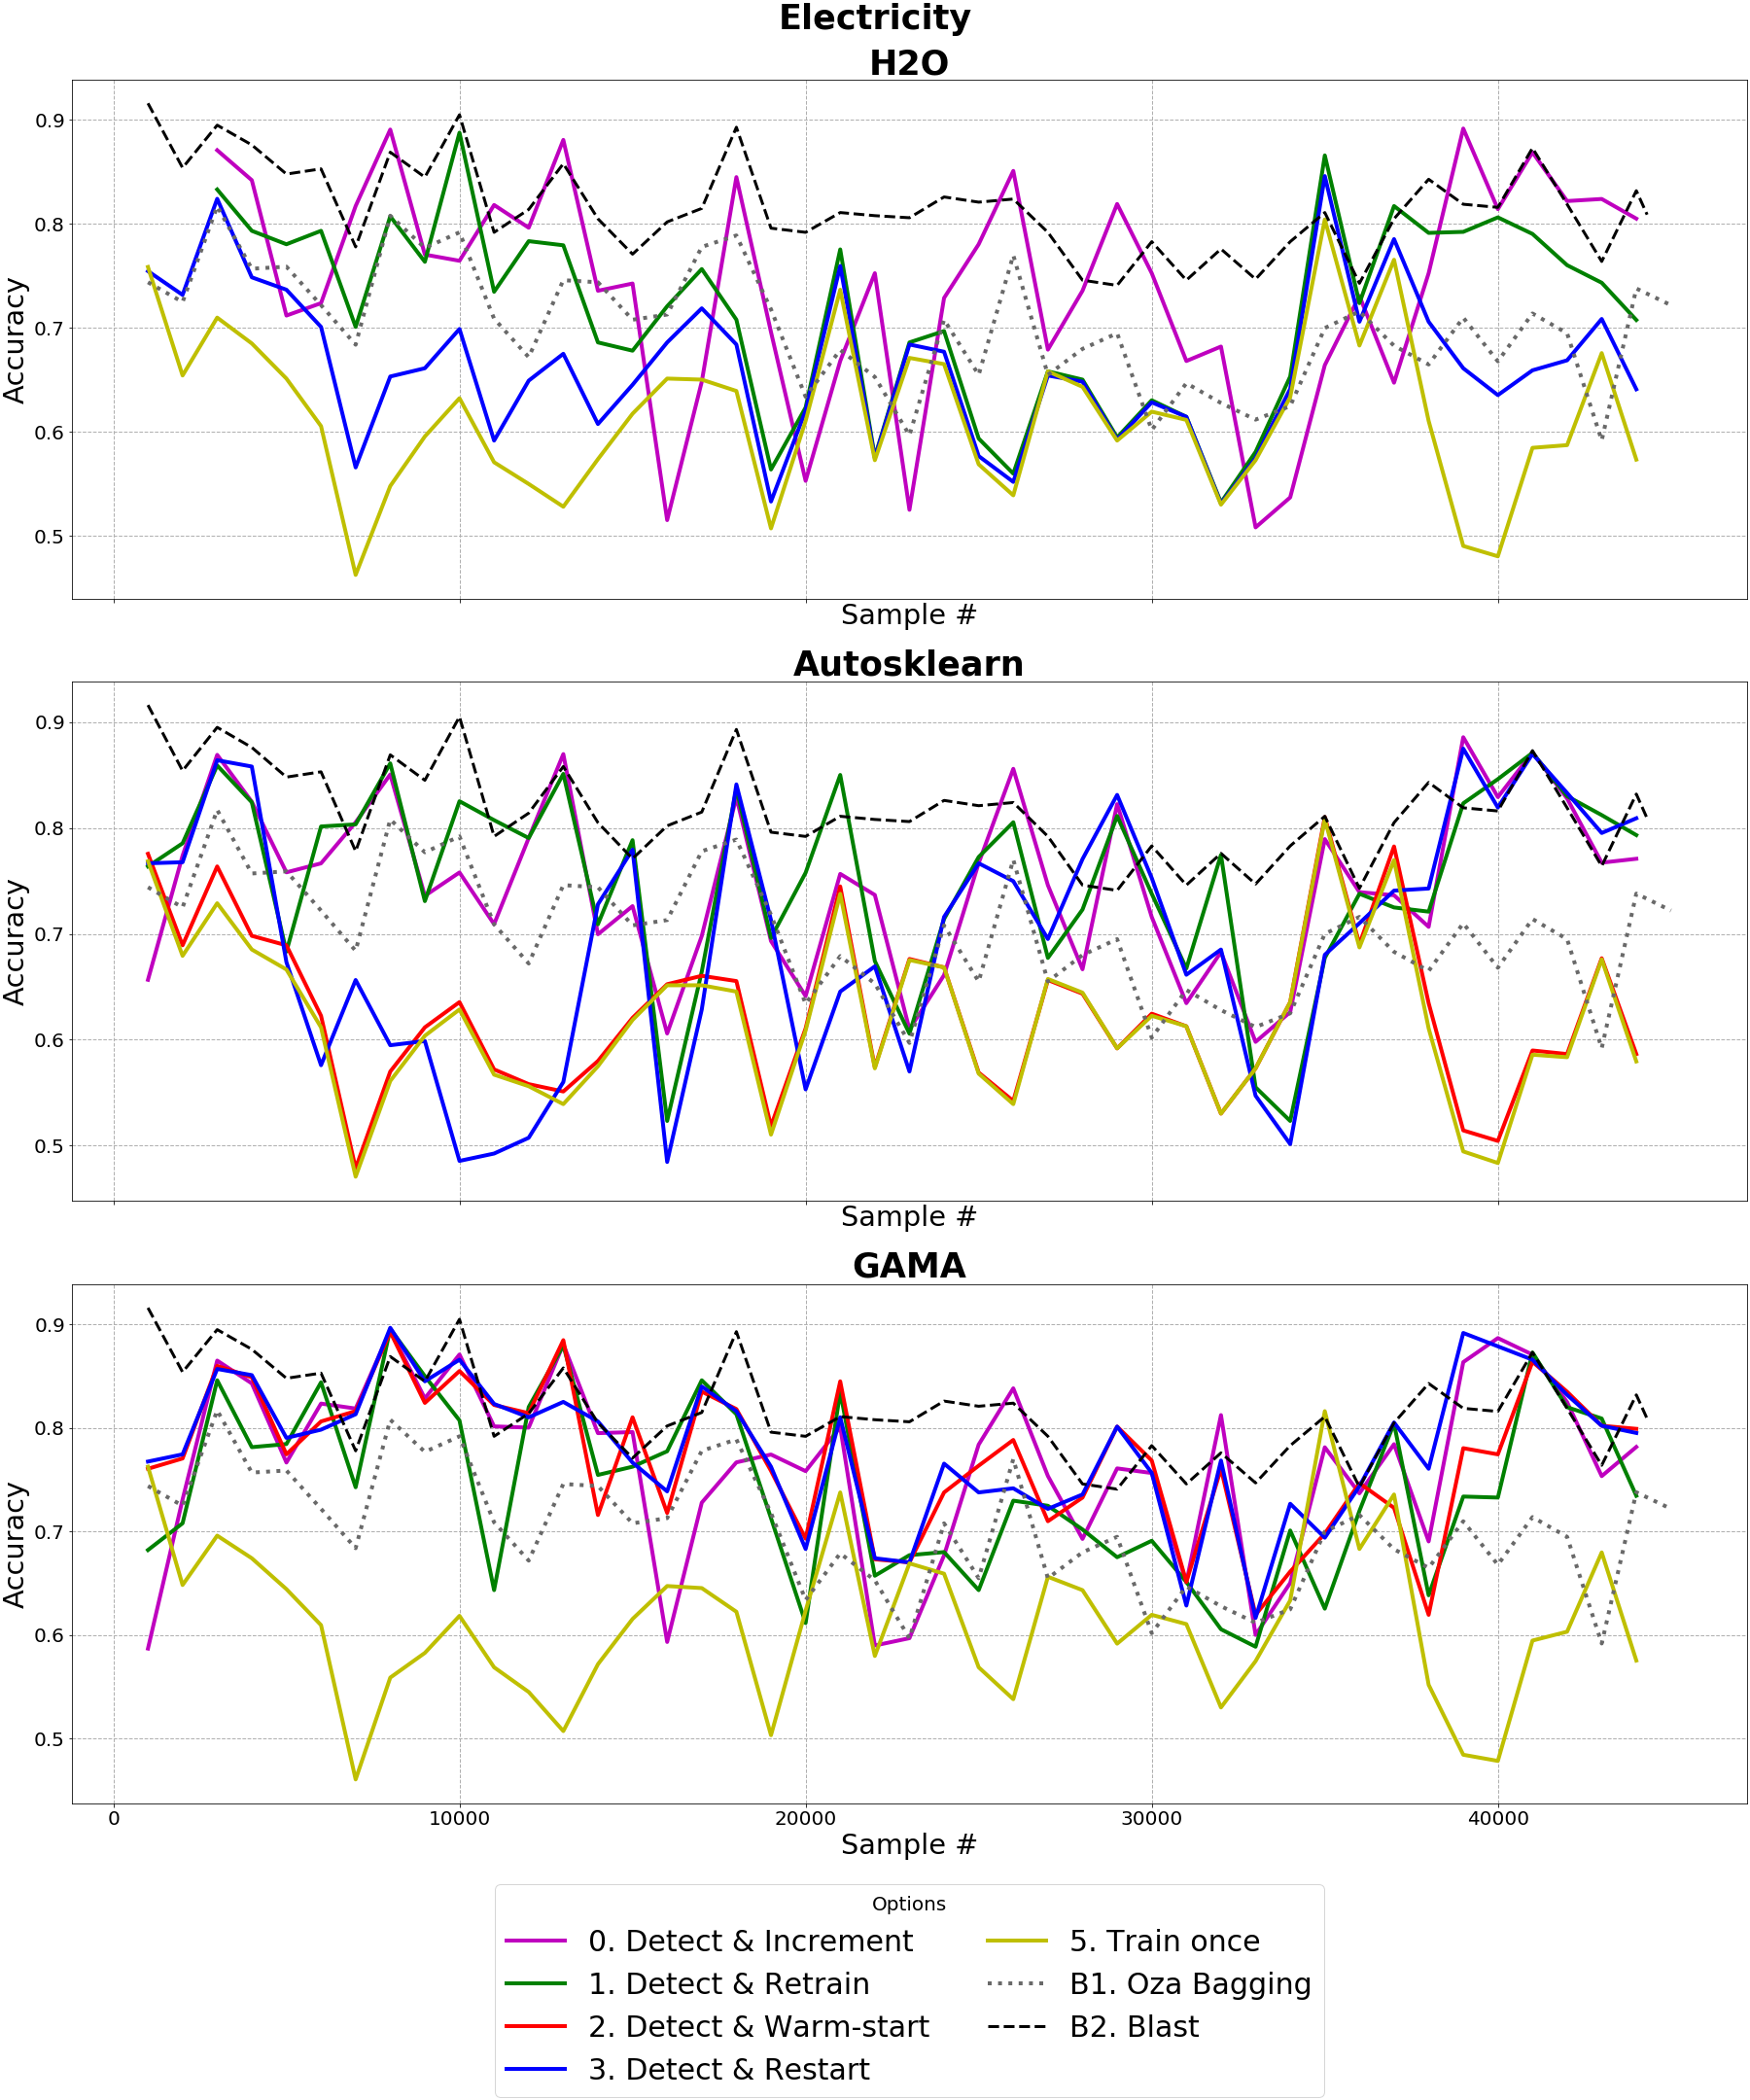 Electricity
H2O
Accuracy
0.9
0.8
0.7
0.6
0.5
Sample #
Autosklearn
Accuracy
0.9
0.8
0.7
0.6
0.5
Sample #
GAMA
Accuracy
0.9
0.8
0.7
0.6
0.5
0 10000 20000 30000 40000
Sample #
Options
0. Detect & Increment
1. Detect & Retrain
2. Detect & Warm-start
3. Detect & Restart
5. Train once
B1. Oza Bagging
B2. Blast